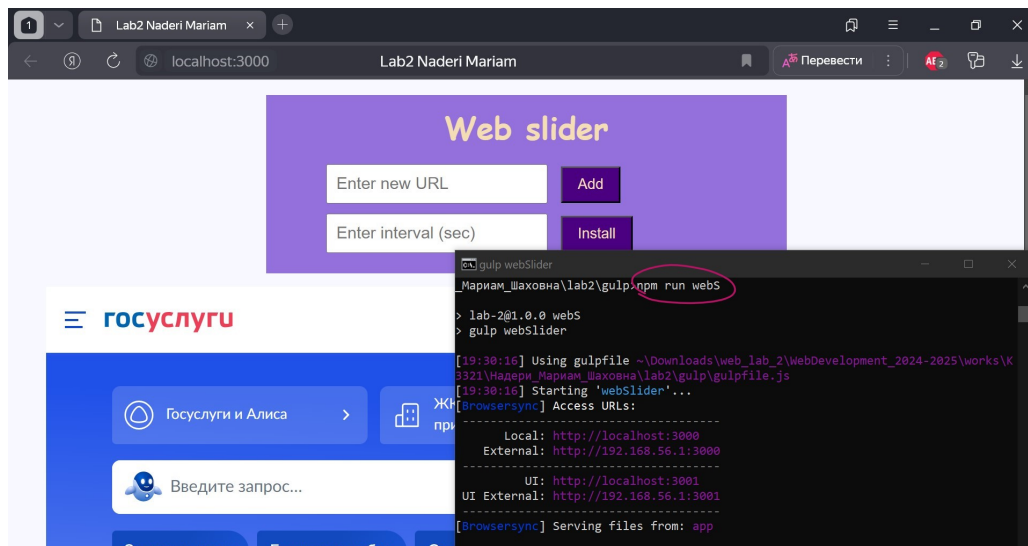 1
Lab2 Naderi Mariam
localhost:3000
Lab2 Naderi Mariam
Перевести
2
Web slider
Enter new URL
Add
Enter interval (sec)
Install
госуслуги
Госуслуги и Алиса
Введите запрос...
gulp webSlider
_Мариам_Шаховна\lab2\gulp>npm run webS
> lab-2@1.0.0 webS
> gulp webSlider
[19:30:16] Using gulpfile ~\Downloads\web_lab_2\WebDevelopment_2024-2025\works\K
3321\Надери_Мариам_Шаховна\lab2\gulp\gulpfile.js
[19:30:16] Starting 'webSlider'...
[Browsersync] Access URLs:
--------------------------------------
Local: http://localhost:3000
External: http://192.168.56.1:3000
--------------------------------------
UI: http://localhost:3001
UI External: http://192.168.56.1:3001
--------------------------------------
[Browsersync] Serving files from: app